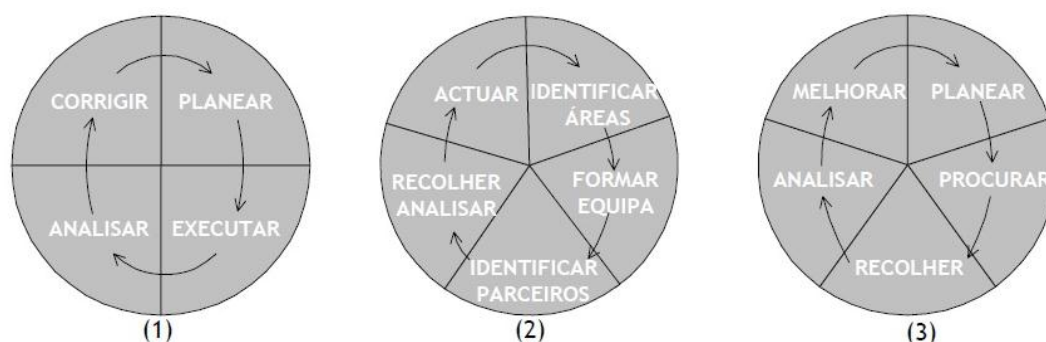 CORRIGIR PLANEAR
ANALISAR EXECUTAR
(1)
ACTUAR
IDENTIFICAR
ÁREAS
FORMAR
EQUIPA
IDENTIFICAR
PARCEIROS
RECOLHER
ANALISAR
(2)
MELHORAR PLANEAR
ANALISAR PROCURAR
RECOLHER
(3)